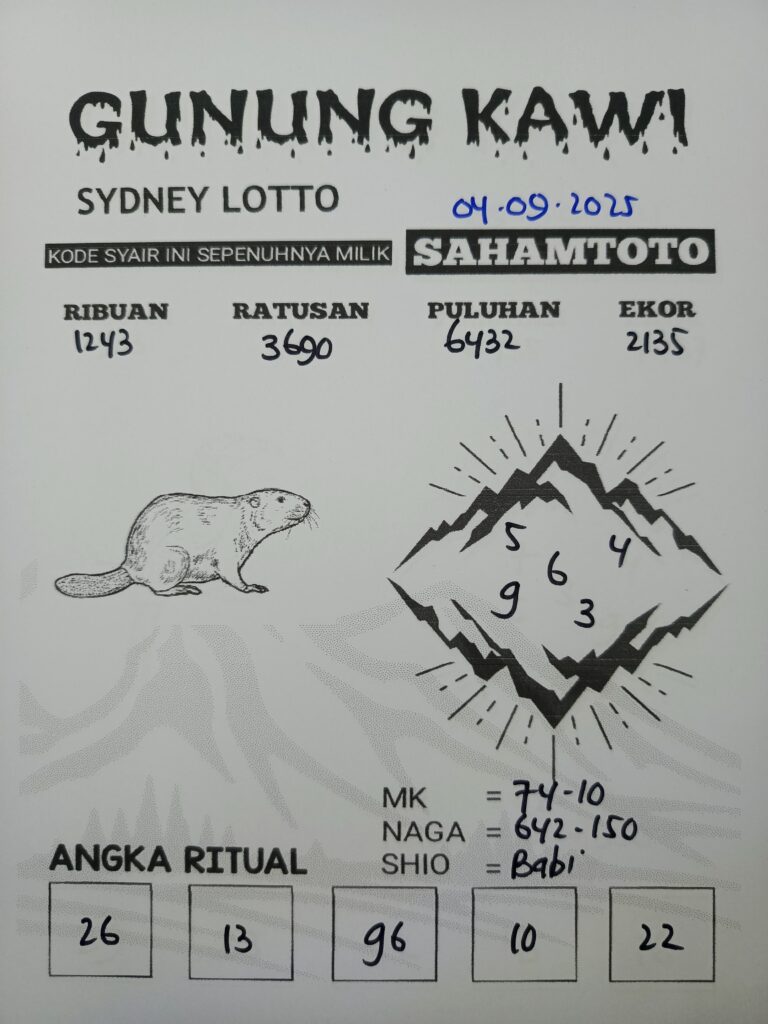 GUNUNG KAWI
SYDNEY LOTTO 04.09.2025
KODE SYAIR INI SEPENUHNYA MILIK SAHAMTOTO
RIBUAN RATUSAN PULUHAN EKOR
1243 3690 6432 2135
5 4
6
9 3
MK = 74-10
NAGA = 642-150
SHIO = Babi
ANGKA RITUAL
26 13 96 10 22